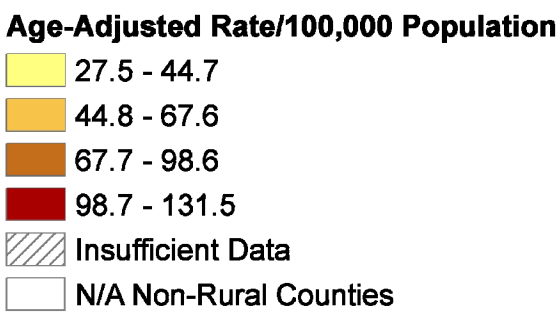 Age-Adjusted Rate/100,000 Population
27.5 - 44.7
44.8 - 67.6
67.7 - 98.6
98.7 - 131.5
Insufficient Data
N/A Non-Rural Counties